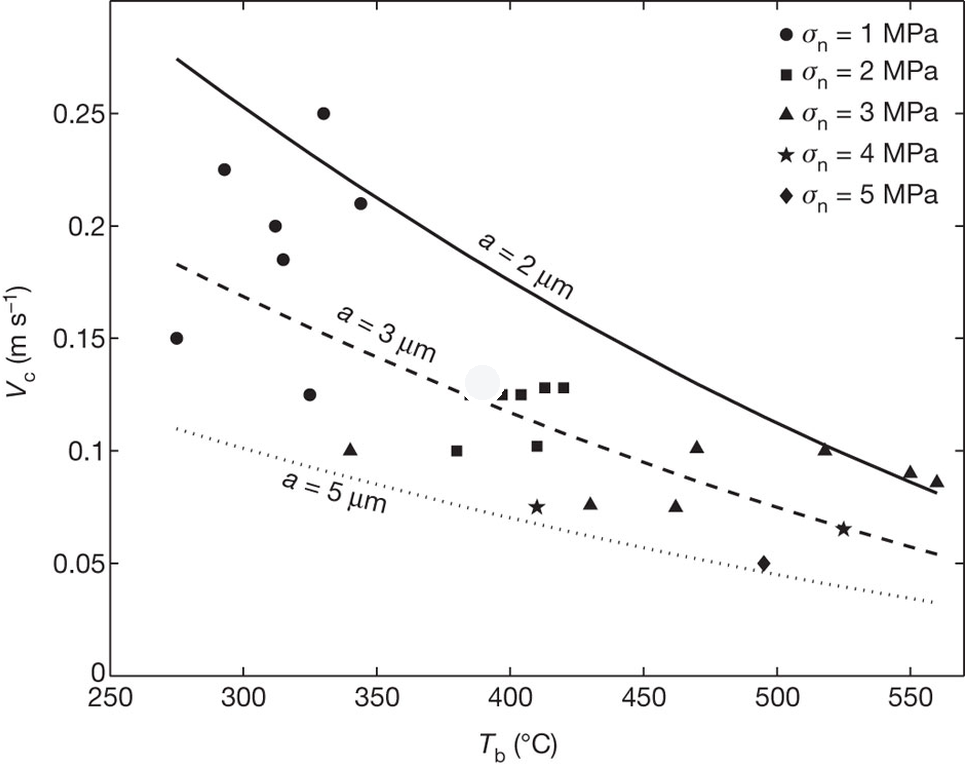 σn = 1 MPa
σn = 2 MPa
σn = 3 MPa
σn = 4 MPa
σn = 5 MPa
0.25
0.2
0.15
0.1
0.05
0
Vc (m s–1)
a = 2 μm
a = 3 μm
a = 5 μm
250 300 350 400 450 500 550
Tb (°C)